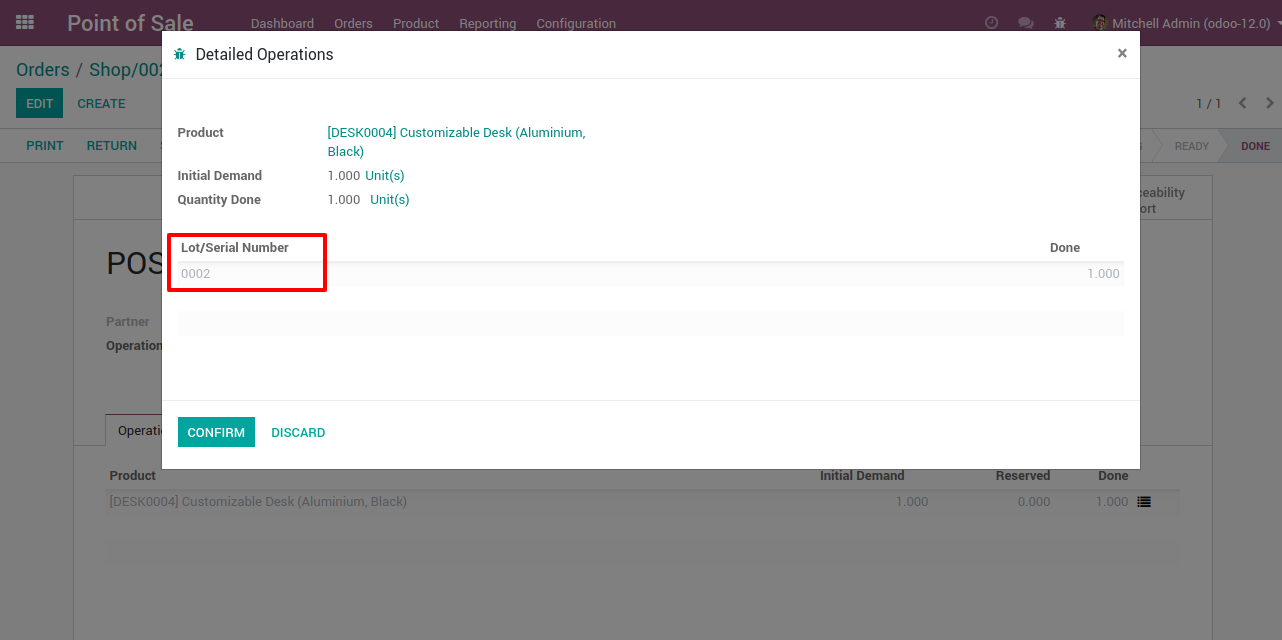 Point of Sale Dashboard Orders Product Reporting Configuration Mitchell Admin (odoo-12.0)
Detailed Operations ×
Orders / Shop/002
EDIT CREATE 1 / 1
PRINT RETURN READY DONE
Product [DESK0004] Customizable Desk (Aluminium,
Black)
Initial Demand 1.000 Unit(s)
Quantity Done 1.000 Unit(s)
Lot/Serial Number Done
0002 1.000
POS
Partner
Operation
CONFIRM DISCARD
Operati
Product Initial Demand Reserved Done
[DESK0004] Customizable Desk (Aluminium, Black) 1.000 0.000 1.000